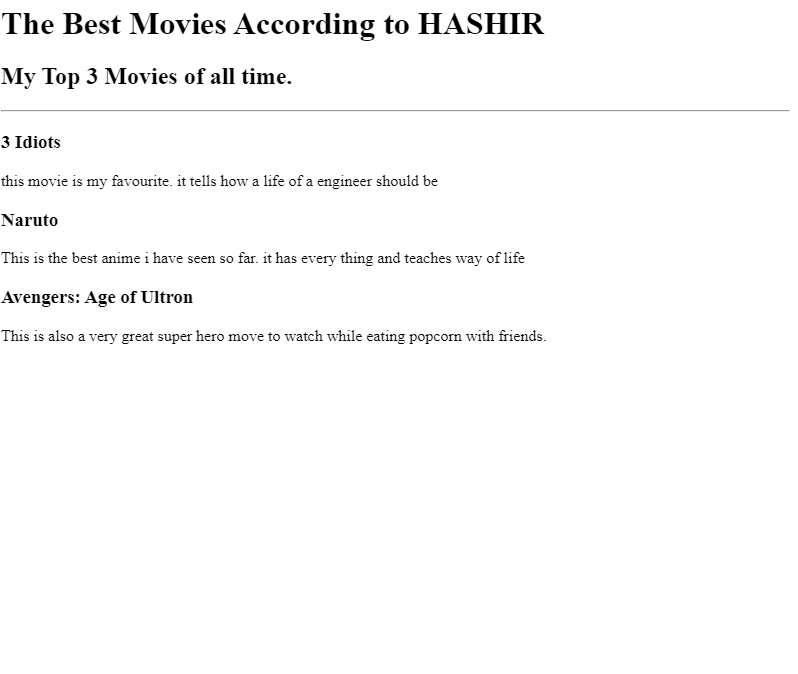 The Best Movies According to HASHIR
My Top 3 Movies of all time.
3 Idiots
this movie is my favourite. it tells how a life of a engineer should be
Naruto
This is the best anime i have seen so far. it has every thing and teaches way of life
Avengers: Age of Ultron
This is also a very great super hero move to watch while eating popcorn with friends.